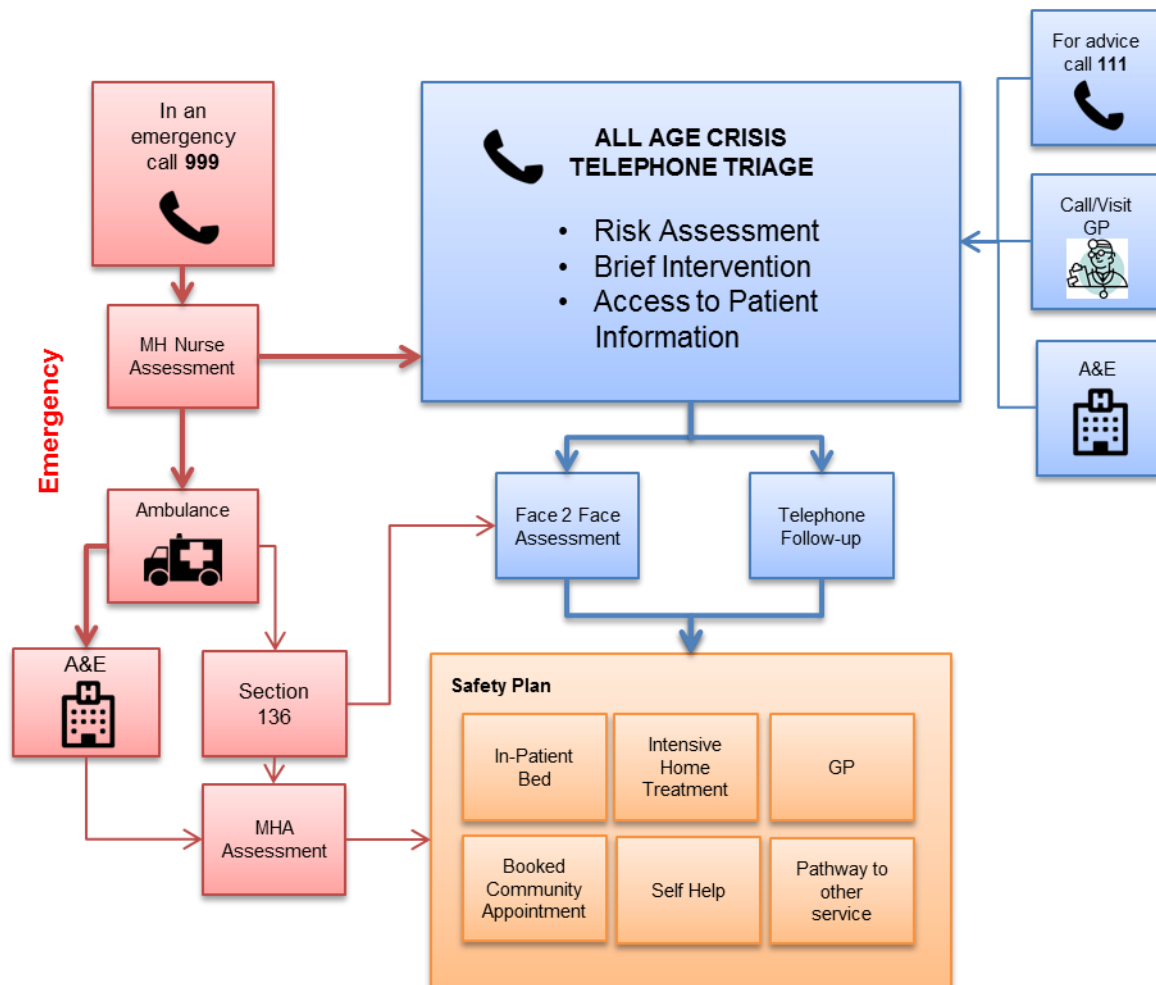 In an
emergency
call 999
MH Nurse
Assessment
Emergency
Ambulance
A&E
H
Section
136
MHA
Assessment
ALL AGE CRISIS
TELEPHONE TRIAGE
• Risk Assessment
• Brief Intervention
• Access to Patient
Information
For advice
call 111
Call/Visit
GP
A&E
H
Face 2 Face
Assessment
Telephone
Follow-up
Safety Plan
In-Patient
Bed
Intensive
Home
Treatment
GP
Booked
Community
Appointment
Self Help
Pathway to
other
service